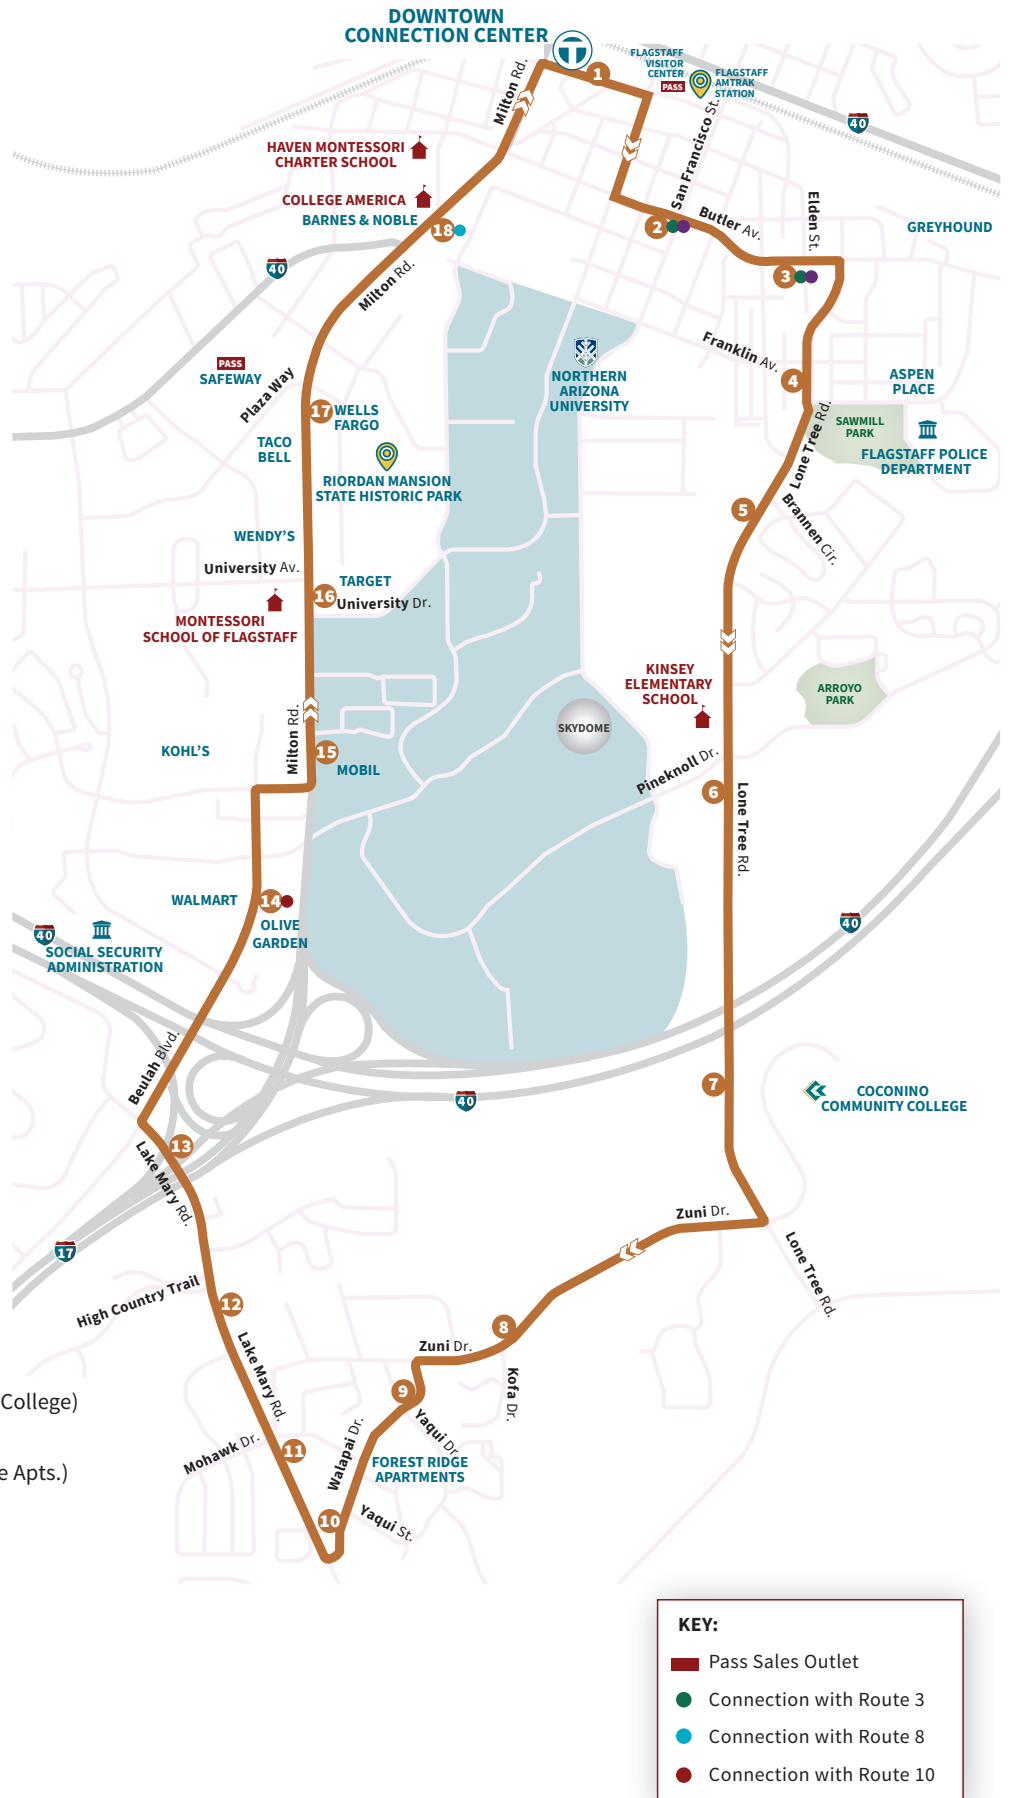 DOWNTOWN
CONNECTION CENTER
FLAGSTAFF
VISITOR
CENTER
PASS
FLAGSTAFF
AMTRAK
STATION
1
Milton Rd.
40
HAVEN MONTESSORI
CHARTER SCHOOL
San Francisco St.
COLLEGE AMERICA
BARNES & NOBLE
18
2
Butler Av.
Elden St.
GREYHOUND
40
Milton Rd.
3
PASS
SAFEWAY
Plaza Way
NORTHERN
ARIZONA
UNIVERSITY
Franklin Av.
4
ASPEN
PLACE
17
WELLS
FARGO
TACO
BELL
Lone Tree Rd.
SAWMILL
PARK
FLAGSTAFF POLICE
DEPARTMENT
RIORDAN MANSION
STATE HISTORIC PARK
5
Brannen Cir.
WENDY'S
University Av.
TARGET
16
University Dr.
MONTESSORI
SCHOOL OF FLAGSTAFF
KINSEY
ELEMENTARY
SCHOOL
ARROYO
PARK
SKYDOME
Milton Rd.
KOHL'S
15
MOBIL
Pineknoll Dr.
6
Lone Tree Rd.
WALMART
14
OLIVE
GARDEN
40
40
SOCIAL SECURITY
ADMINISTRATION
Beulah Blvd.
7
40
COCONINO
COMMUNITY COLLEGE
13
Lake Mary Rd.
Zuni Dr.
17
Lone Tree Rd.
High Country Trail
12
8
Zuni Dr.
Lake Mary Rd.
Kofa Dr.
9
College)
Yaqui Dr.
Walapai Dr.
Mohawk Dr.
11
FOREST RIDGE
APARTMENTS
e Apts.)
10
Yaqui St.
KEY:
Pass Sales Outlet
Connection with Route 3
Connection with Route 8
Connection with Route 10